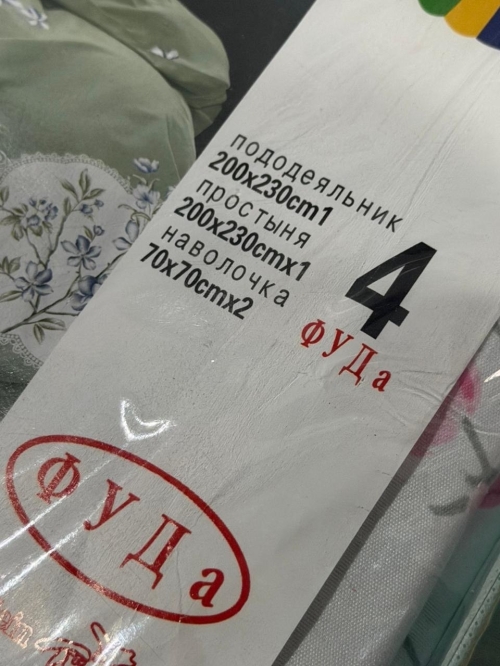 пододеяльник
200x230cm1
простыня
200x230cmx1
наволочка
70x70cmx2
4
ФУДа
ФУДа